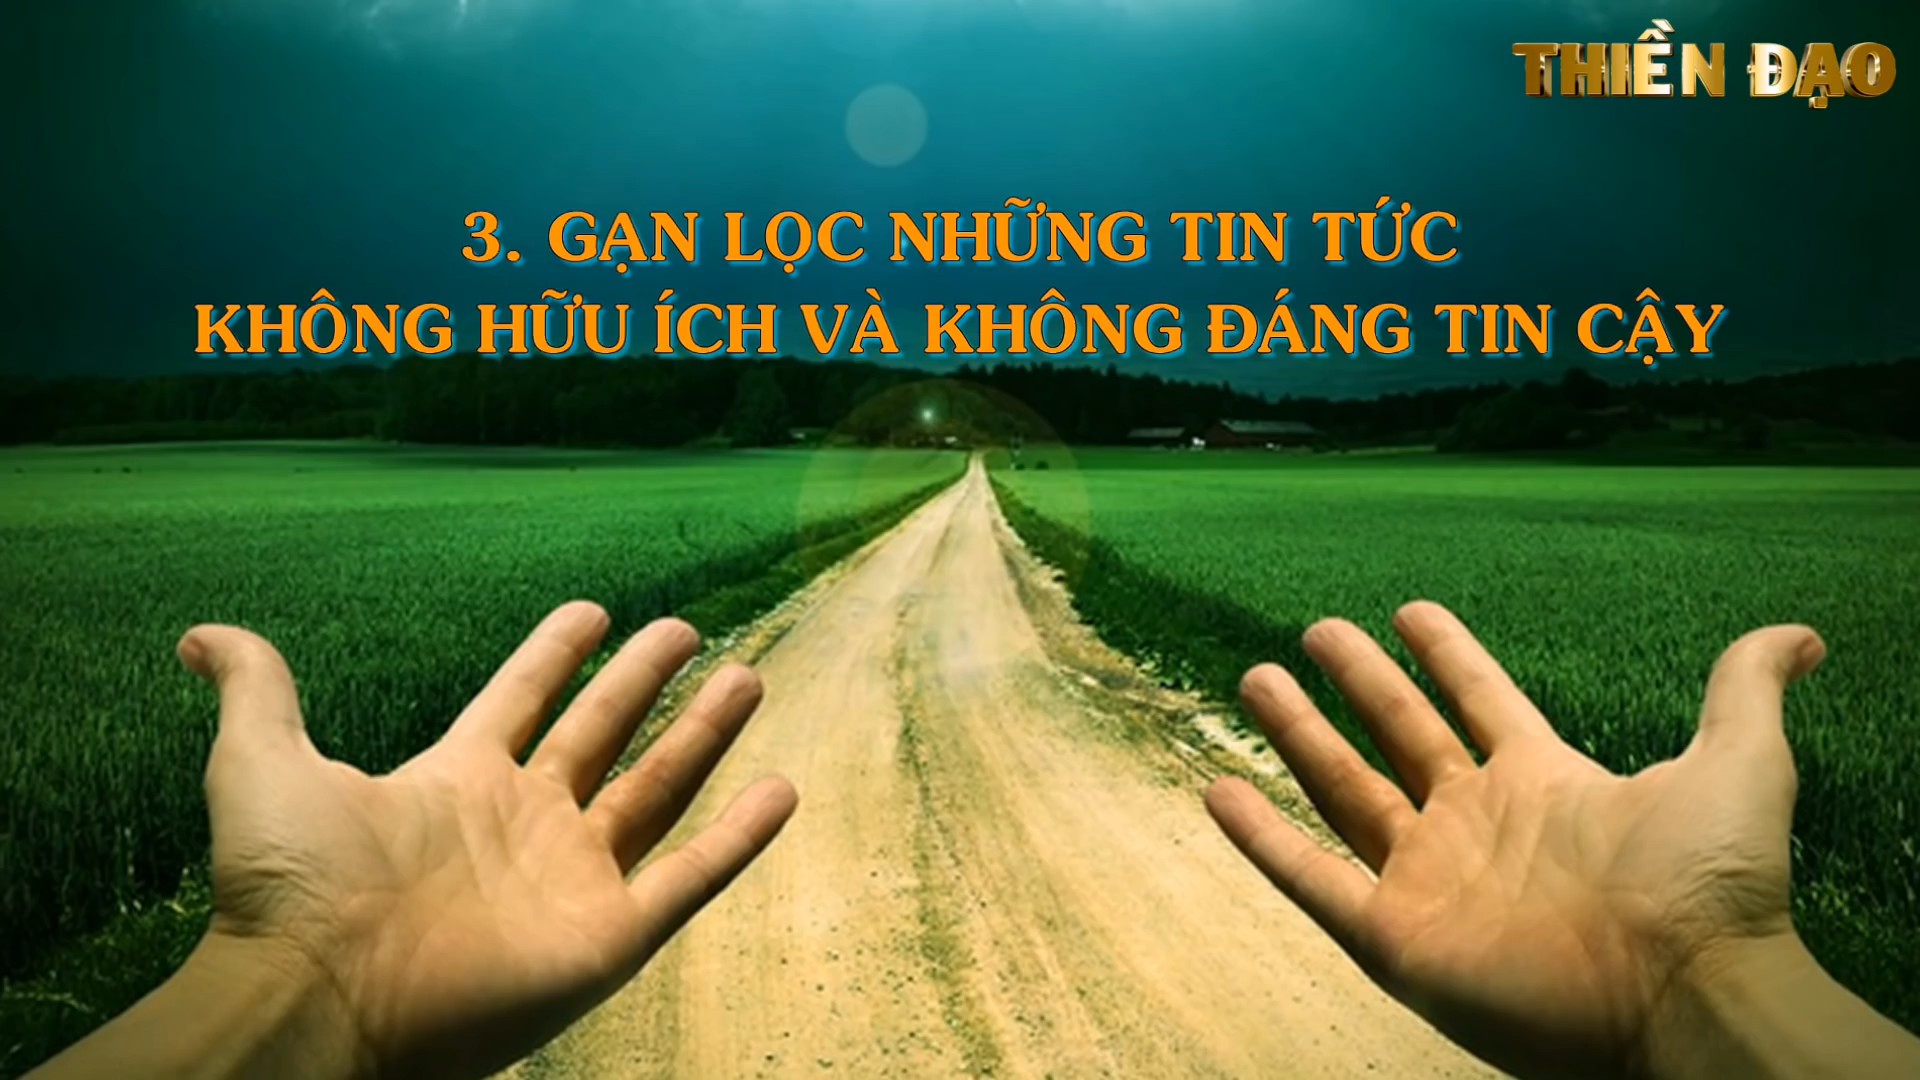 THIỀN ĐẠO
3. GẠN LỌC NHỮNG TIN TỨC
KHÔNG HỮU ÍCH VÀ KHÔNG ĐÁNG TIN CẬY